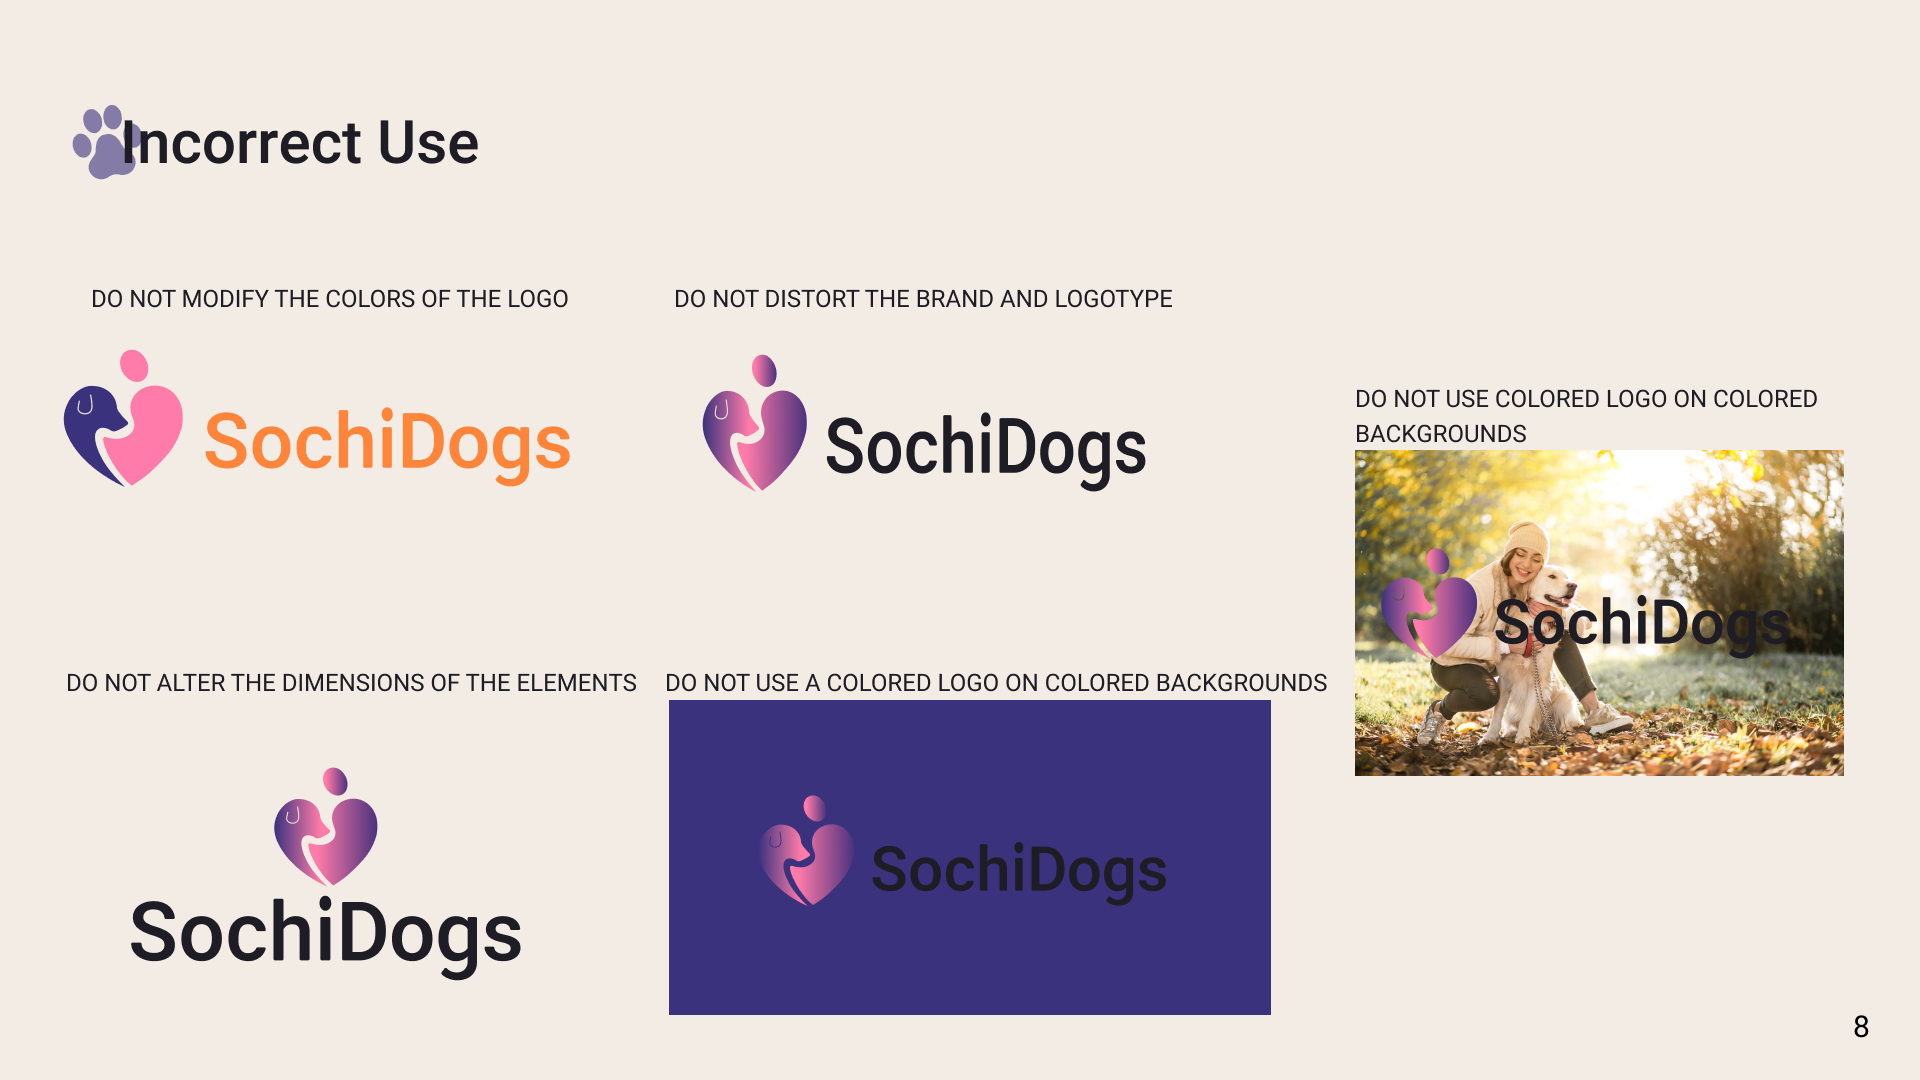 Incorrect Use
DO NOT MODIFY THE COLORS OF THE LOGO
SochiDogs
DO NOT DISTORT THE BRAND AND LOGOTYPE
SochiDogs
DO NOT USE COLORED LOGO ON COLORED
BACKGROUNDS
SochiDogs
DO NOT ALTER THE DIMENSIONS OF THE ELEMENTS
SochiDogs
DO NOT USE A COLORED LOGO ON COLORED BACKGROUNDS
SochiDogs
8